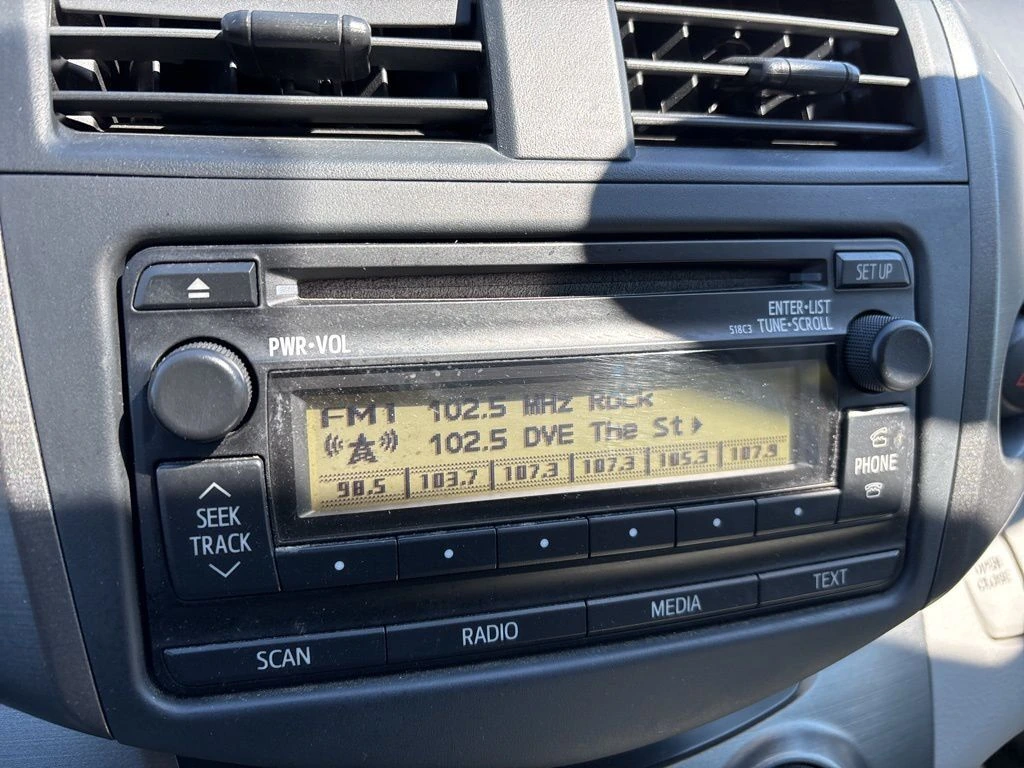 SET UP
ENTER•LIST
518C3 TUNE•SCROLL
PWR•VOL
FM1 102.5 MHz ROCK
102.5 DVE The St
98.5 103.7 107.3 107.3 105.3 107.9
PHONE
SEEK
TRACK
SCAN RADIO MEDIA TEXT